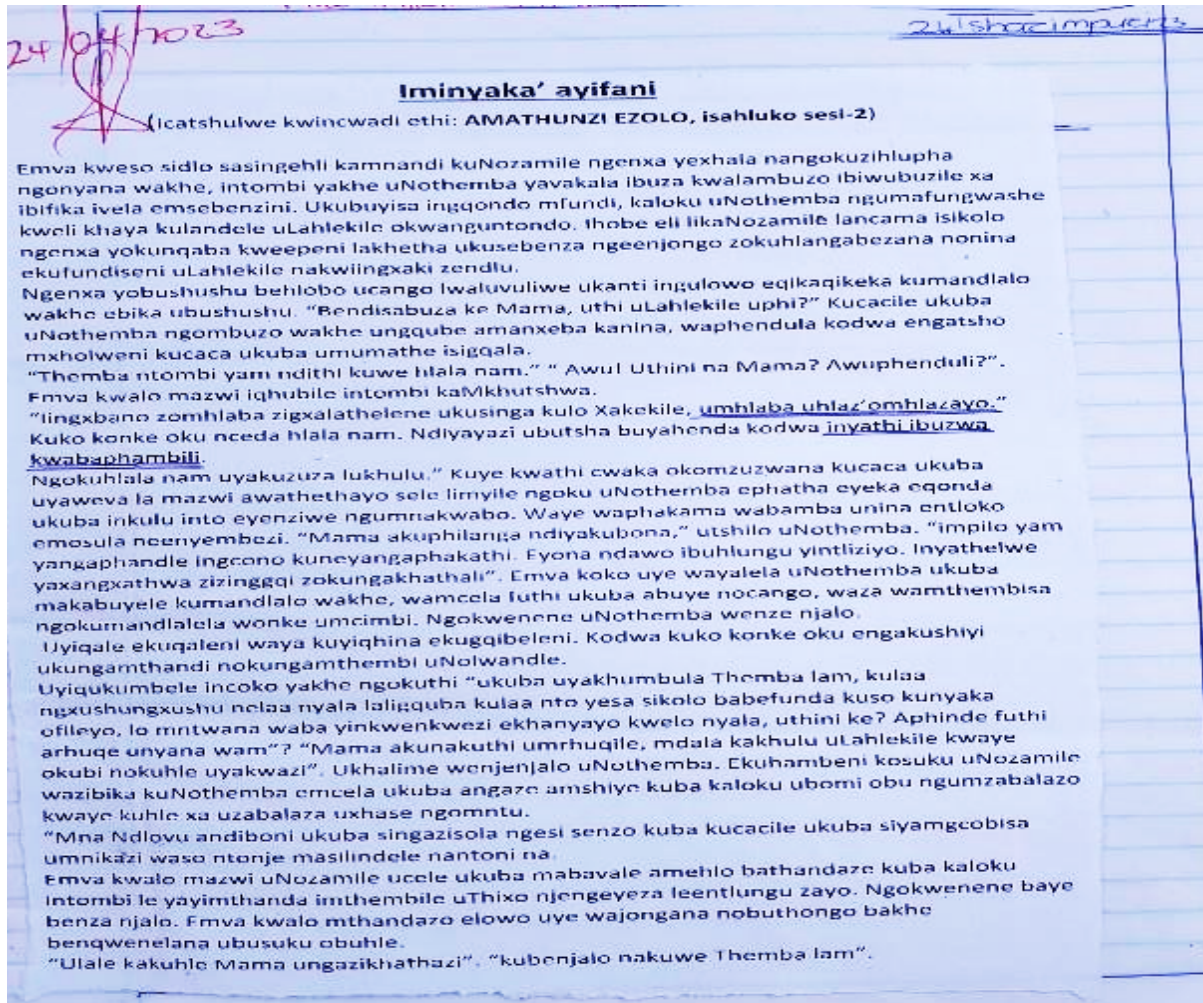 24/04/2023
Iminyaka' ayifani
(icatshulwe kwincwadi ethi: AMATHUNZI EZOLO, isahluko sesi-2)
Emva kweso sidlo sasingehli kamnandi kuNozamile ngenxa yexhala nangokuzihlupha
ngonyana wakhe, intombi yakhe uNothemba yavakala ibuza kwalambuzo ibiwubuzile xa
ibifika ivela emsebenzini. Ukubuyisa ingqondo mfundi, kaloku uNothemba ngumafungwashe
kweli khaya kulandele uLahlekile okwanguntondo. Ihobe eli likaNozamile lancama isikolo
ngenxa yokunqaba kweepeni lakhetha ukusebenza ngeenjongo zokuhlangabezana nonina
ekufundiseni uLahlekile nakwiingxaki zendlu.
Ngenxa yobushushu behlobo ucango lwaluvuliwe ukanti ingulowo eqikaqikeka kumandlalo
wakhe ebika ubushushu. “Bendisabuza ke Mama, uthi uLahlekile uphi?” Kucacile ukuba
uNothemba ngombuzo wakhe ungqube amanxeba kanina, waphendula kodwa engatsho
mxholweni kucaca ukuba umumathe isigqala.
“Themba ntombi yam ndithi kuwe hlala nam.” “ Awu! Uthini na Mama? Awuphenduli?”.
Emva kwalo mazwi iqhubile intombi kaMkhutshwa.
“Iingxbano zomhlaba zigxalathelene ukusinga kulo Xakekile, umhlaba uhlaz'omhlazayo.”
Kuko konke oku nceda hlala nam. Ndiyayazi ubutsha buyahenda kodwa inyathi ibuzwa
kwabaphambili.
Ngokuhlala nam uyakuzuza lukhulu.” Kuye kwathi cwaka okomzuzwana kucaca ukuba
uyaweva la mazwi awathethayo sele limyile ngoku uNothemba ephatha eyeka eqonda
ukuba inkulu into eyenziwe ngumnakwabo. Waye waphakama wabamba unina entloko
emosula neenyembezi. “Mama akuphilanga ndiyakubona,” utshilo uNothemba. “impilo yam
yangaphandle ingcono kuneyangaphakathi. Eyona ndawo ibuhlungu yintliziyo. Inyathelwe
yaxangxathwa zizinggqi zokungakhathali”. Emva koko uye wayalela uNothemba ukuba
makabuyele kumandlalo wakhe, wamcela futhi ukuba abuye nocango, waza wamthembisa
ngokumandlalela wonke umcimbi. Ngokwenene uNothemba wenze njalo.
Uyiqale ekuqaleni waya kuyiqhina ekugqibeleni. Kodwa kuko konke oku engakushiyi
ukungamthandi nokungamthembi uNolwandle.
Uyiqukumbele incoko yakhe ngokuthi “ukuba uyakhumbula Themba lam, kulaa
ngxushungxushu nelaa nyala laligquba kulaa nto yesa sikolo babefunda kuso kunyaka
ofileyo, lo mntwana waba yinkwenkwezi ekhanyayo kwelo nyala, uthini ke? Aphinde futhi
arhuqe unyana wam”? “Mama akunakuthi umrhuqile, mdala kakhulu uLahlekile kwaye
okubi nokuhle uyakwazi”. Ukhalime wenjenjalo uNothemba. Ekuhambeni kosuku uNozamile
wazibika kuNothemba emcela ukuba angaze amshiye kuba kaloku ubomi obu ngumzabalazo
kwaye kuhle xa uzabalaza uxhase ngomntu.
“Mna Ndlovu andiboni ukuba singazisola ngesi senzo kuba kucacile ukuba siyamgcobisa
umnikazi waso ntonje masilindele nantoni na.
Emva kwalo mazwi uNozamile ucele ukuba mabavale amehlo bathandaze kuba kaloku
intombi le yayimthanda imthembile uThixo njengeyeza leentlungu zayo. Ngokwenene baye
benza njalo. Emva kwalo mthandazo elowo uye wajongana nobuthongo bakhe
benqwenelana ubusuku obuhle.
“Ulale kakuhle Mama ungazikhathazi”. “kubenjalo nakuwe Themba lam”.